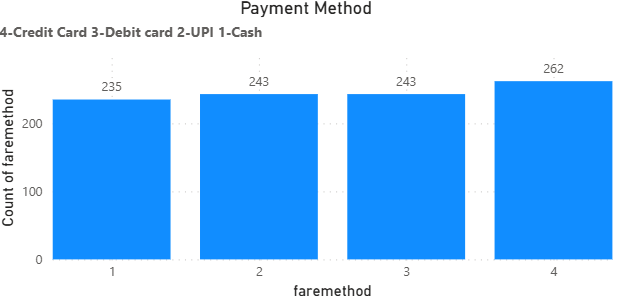 Payment Method
4-Credit Card 3-Debit card 2-UPI 1-Cash
Count of faremethod
200
100
0
235
243
243
262
1
2
3
4
faremethod